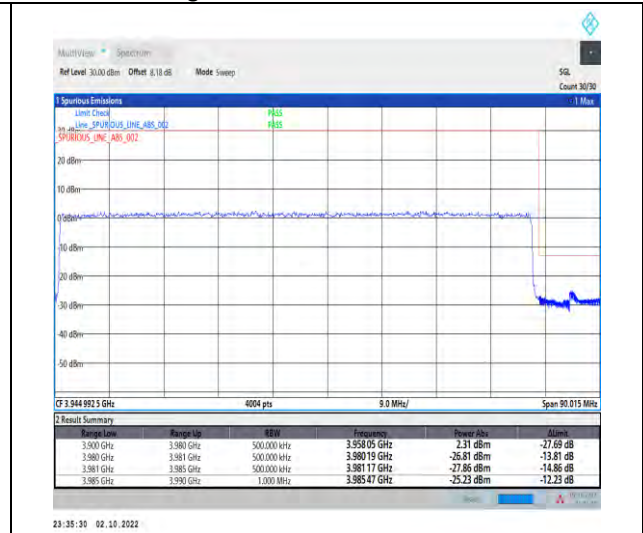 MultiView Spectrum
Ref Level 30.00 dBm Offset 8.18 dB Mode Sweep SGL
Count 30/30
1 Spurious Emissions 1 Max
Limit Check PASS
Line _SPURIOUS_LINE_ABS_002 PASS
30 dBm
_SPURIOUS_LINE_ABS_002
20 dBm
10 dBm
0 dBm
-10 dBm
-20 dBm
-30 dBm
-40 dBm
-50 dBm
CF 3.944 992 5 GHz 4004 pts 9.0 MHz/ Span 90.015 MHz
2 Result Summary
Range Low Range Up RBW Frequency Power Abs ΔLimit
3.900 GHz 3.980 GHz 500.000 kHz 3.958 05 GHz 2.31 dBm -27.69 dB
3.980 GHz 3.981 GHz 500.000 kHz 3.980 19 GHz -26.81 dBm -13.81 dB
3.981 GHz 3.985 GHz 500.000 kHz 3.981 17 GHz -27.86 dBm -14.86 dB
3.985 GHz 3.990 GHz 1.000 MHz 3.985 47 GHz -25.23 dBm -12.23 dB
23:35:30 02.10.2022